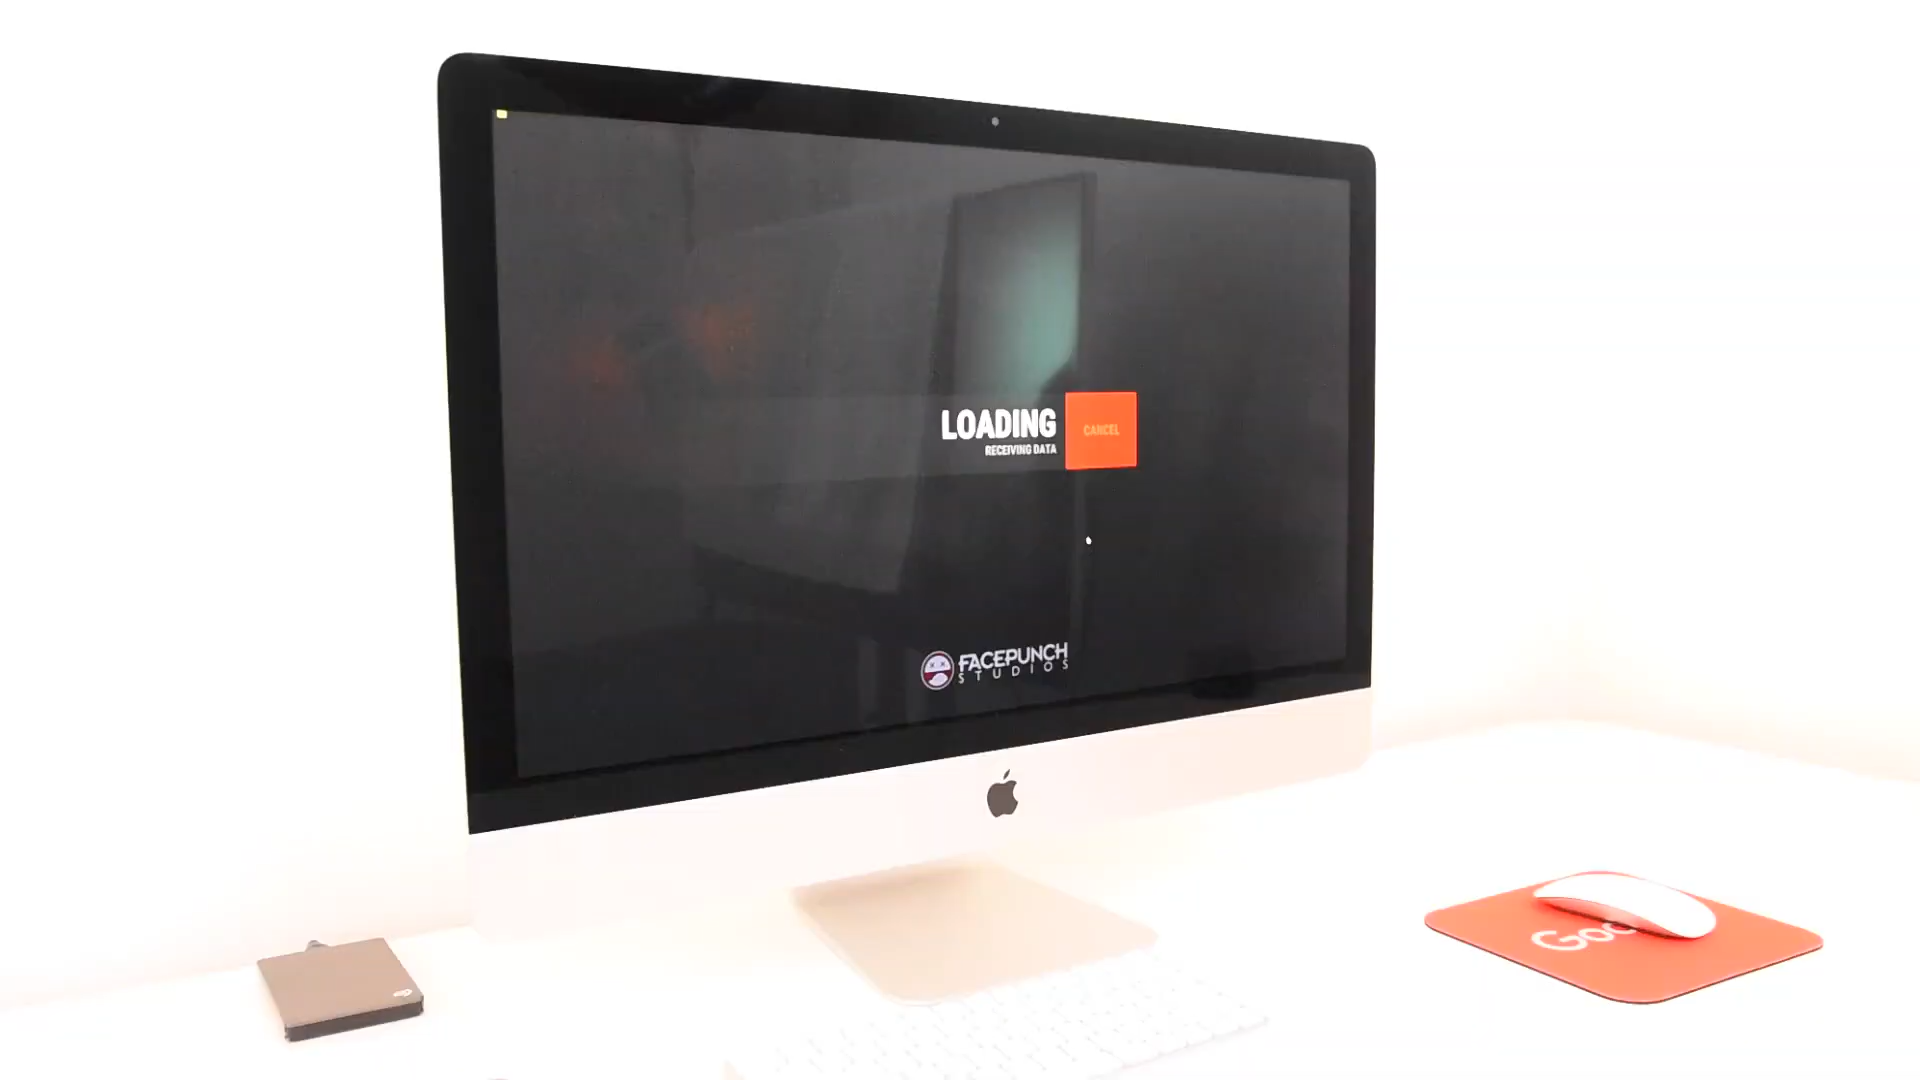 LOADING
RECEIVING DATA
CANCEL
FACEPUNCH
STUDIOS